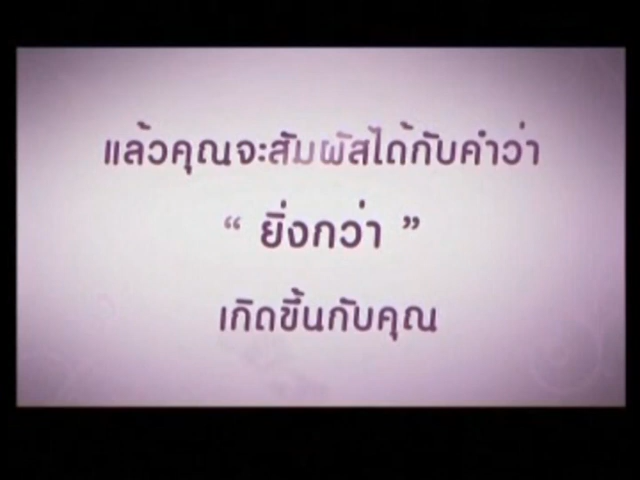 แล้วคุณจะสัมผัสได้กับคำว่า
“ ยิ่งกว่า ”
เกิดขึ้นกับคุณ